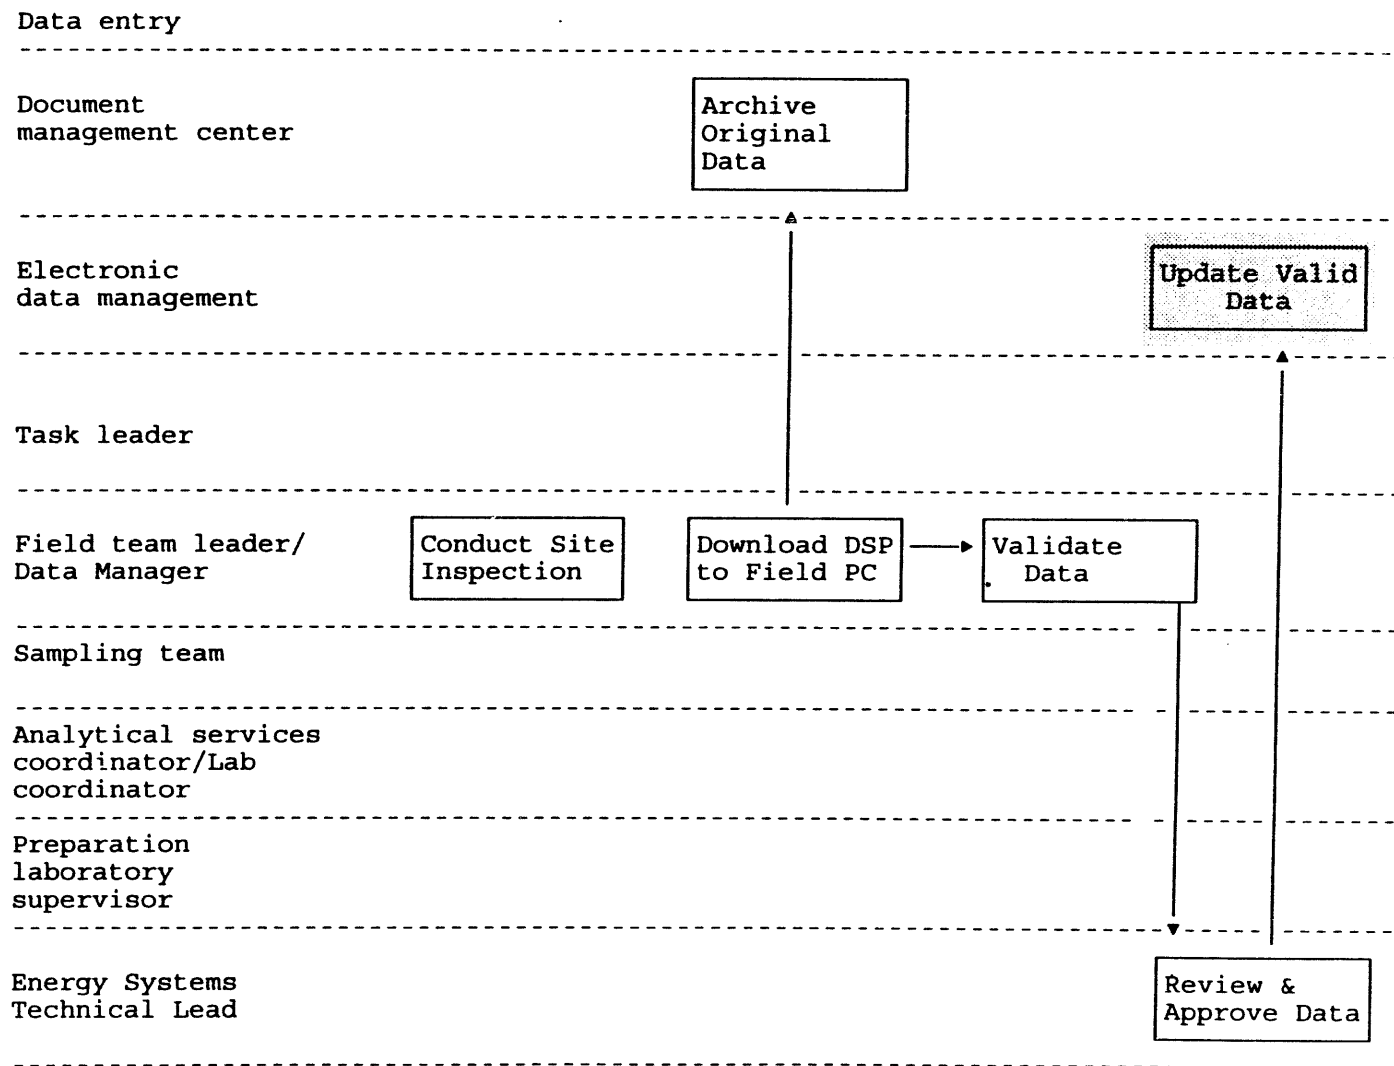 Data entry
Document
management center
Archive
Original
Data
Electronic
data management
Update Valid
Data
Task leader
Field team leader/
Data Manager
Conduct Site
Inspection
Download DSP
to Field PC
Validate
Data
Sampling team
Analytical services
coordinator/Lab
coordinator
Preparation
laboratory
supervisor
Energy Systems
Technical Lead
Review &
Approve Data